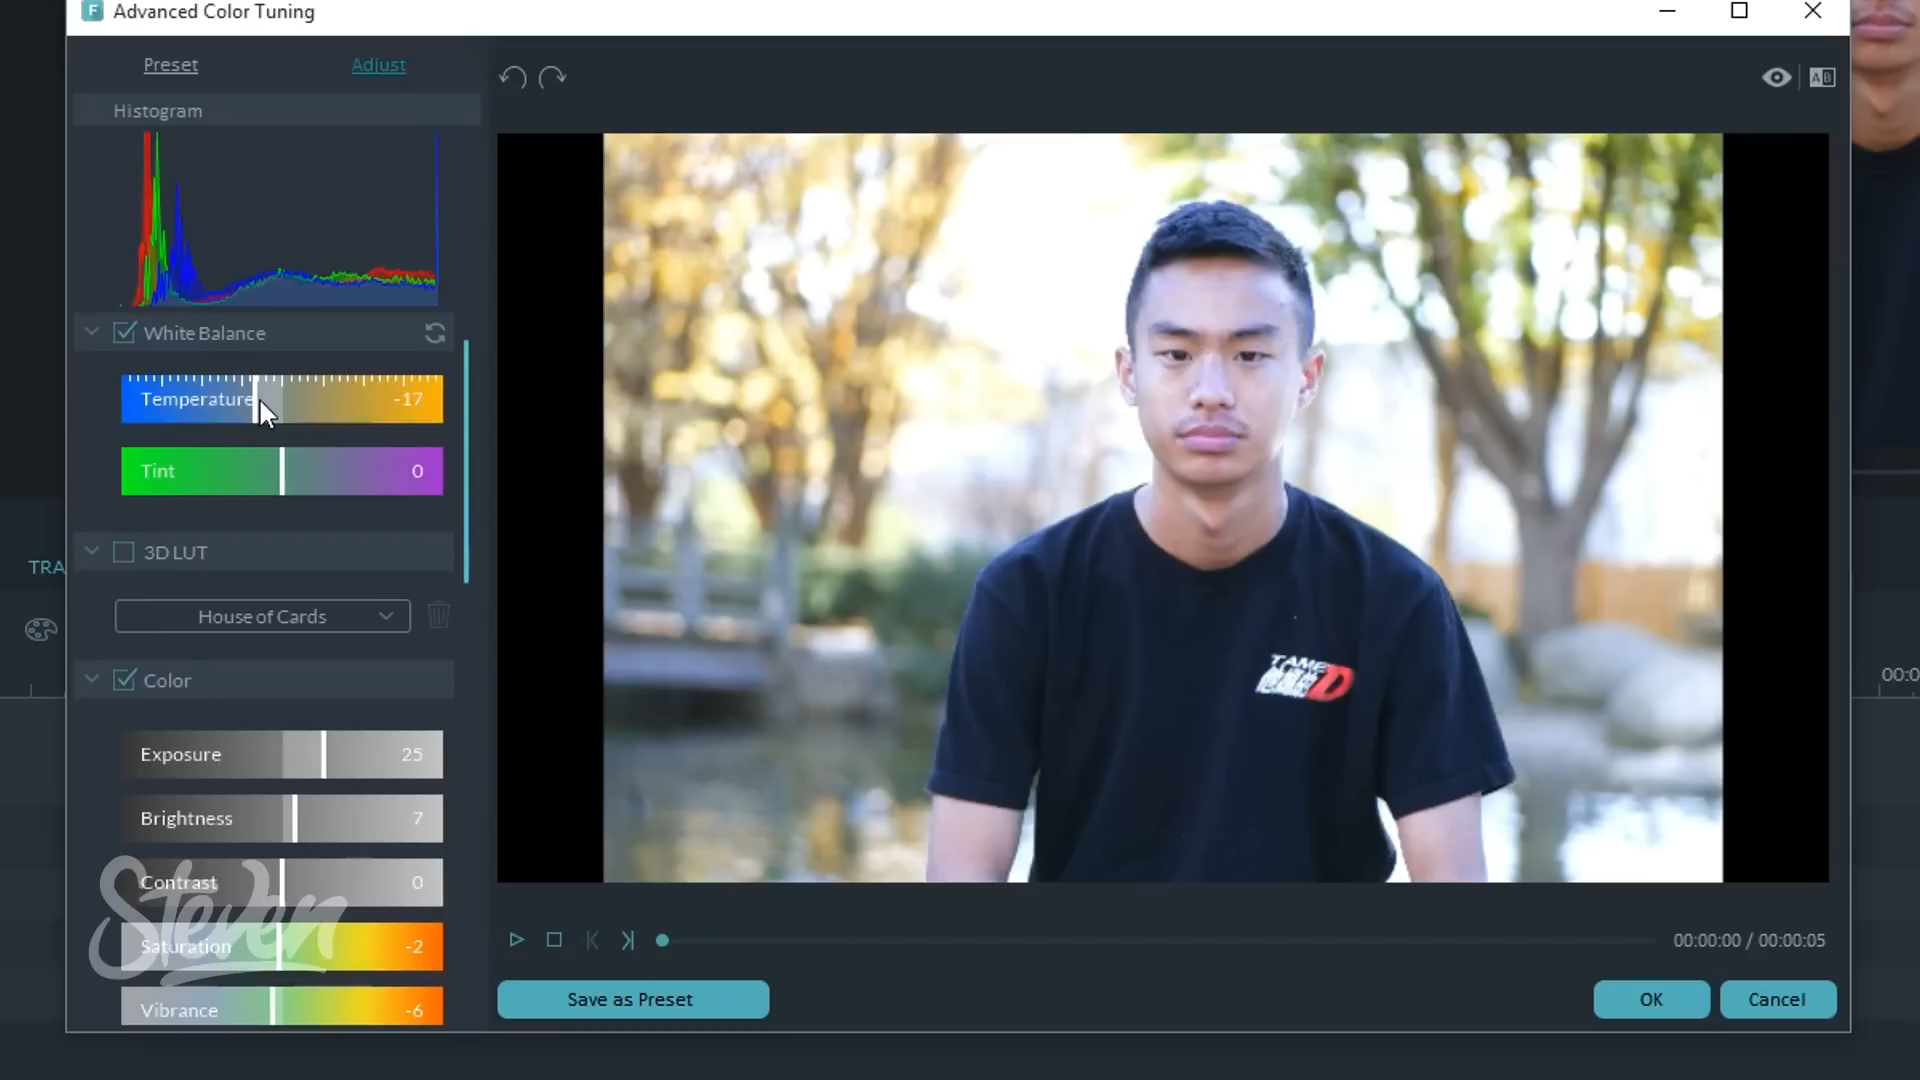 Advanced Color Tuning
Preset
Adjust
Histogram
White Balance
Temperature -17
Tint 0
3D LUT
House of Cards
Color
Exposure 25
Brightness 7
Contrast 0
Saturation -2
Vibrance -6
Steven
A B
TAME
D
00:00:00 / 00:00:05
Save as Preset
OK
Cancel
TRA
00:0